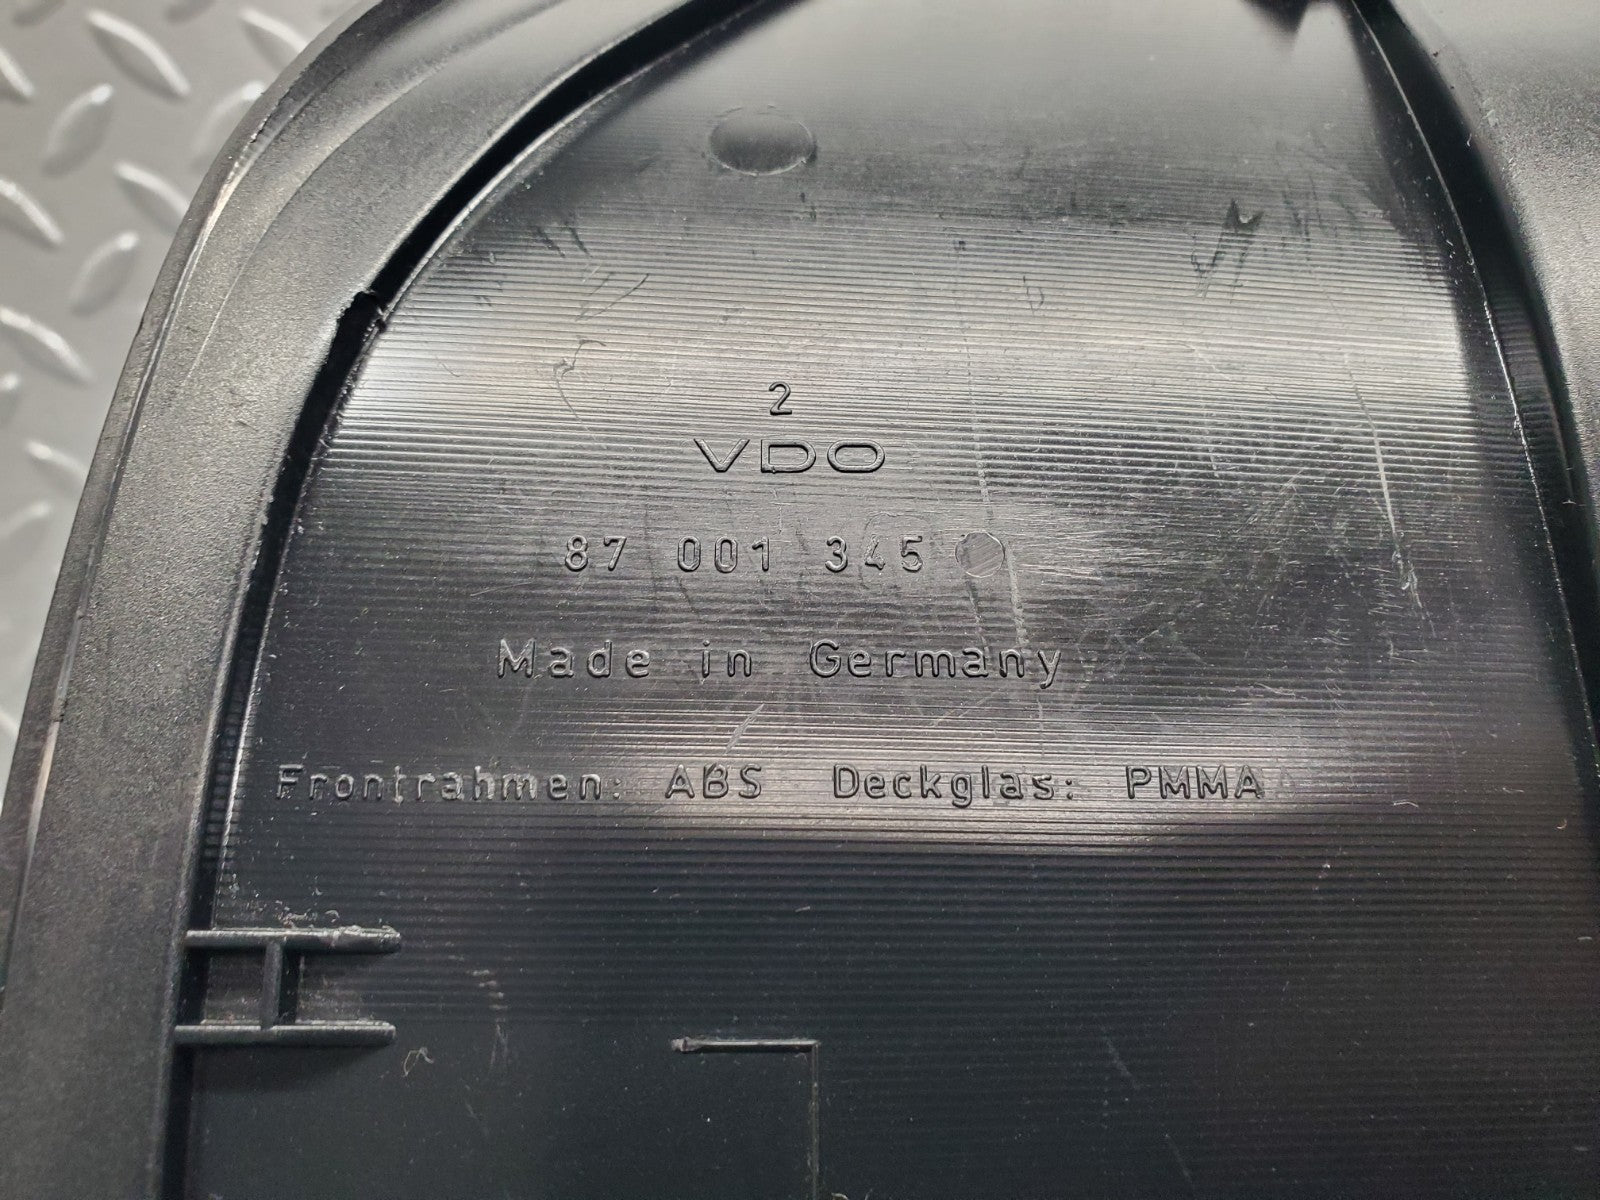 2
VDO
87 001 345
Made in Germany
Frontrahmen: ABS Deckglas: PMMA